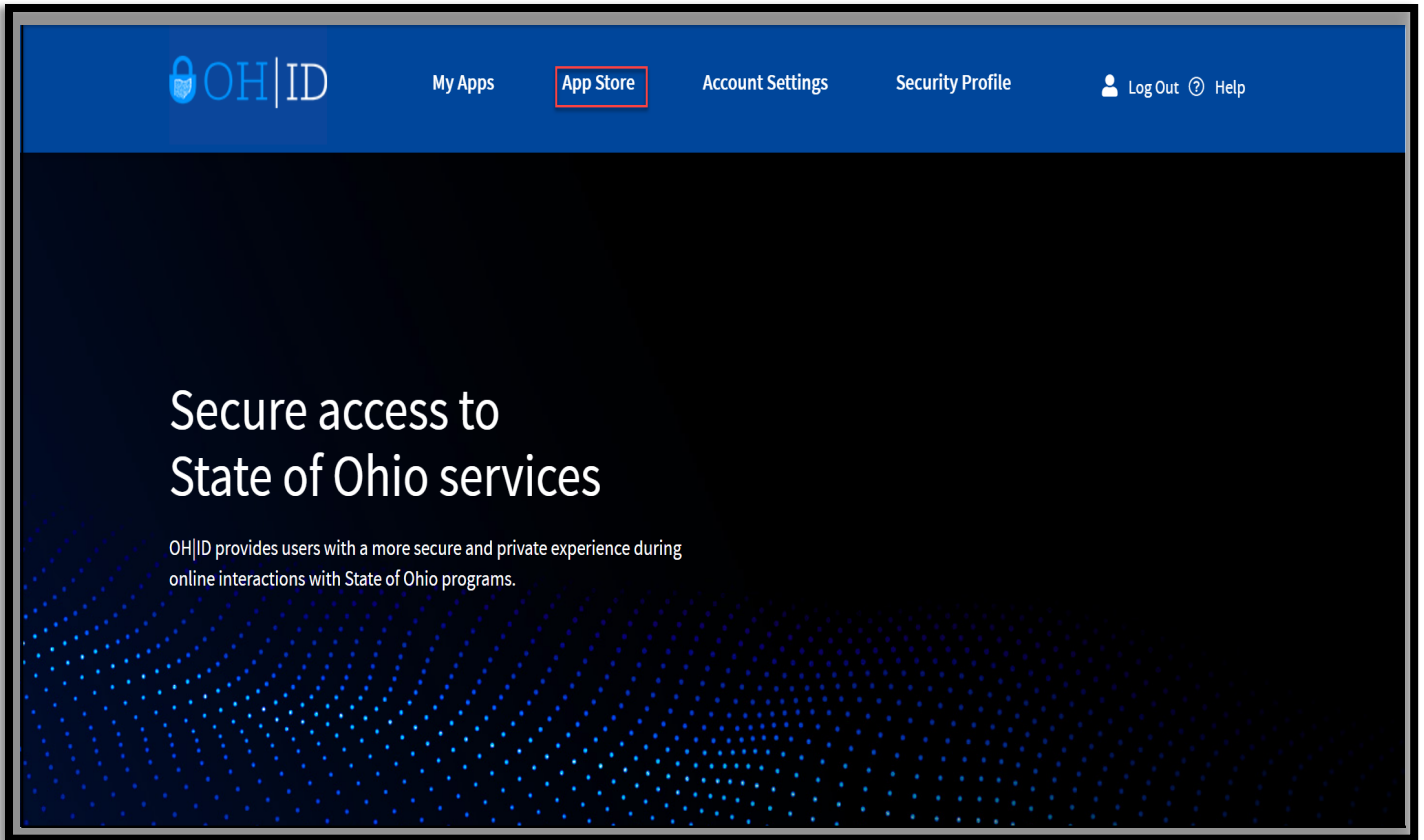 OH|ID
My Apps
App Store
Account Settings
Security Profile
Log Out
? Help
Secure access to
State of Ohio services
OH|ID provides users with a more secure and private experience during
online interactions with State of Ohio programs.